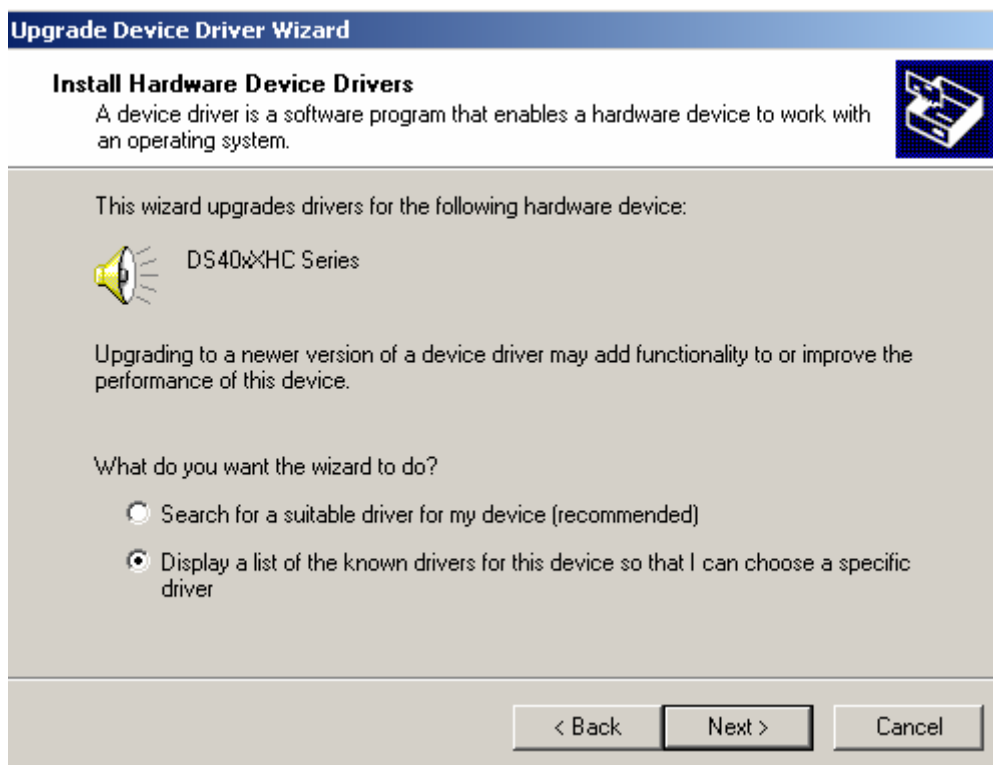 Upgrade Device Driver Wizard
Install Hardware Device Drivers
A device driver is a software program that enables a hardware device to work with
an operating system.
This wizard upgrades drivers for the following hardware device:
DS40xXHC Series
Upgrading to a newer version of a device driver may add functionality to or improve the
performance of this device.
What do you want the wizard to do?
Search for a suitable driver for my device (recommended)
Display a list of the known drivers for this device so that I can choose a specific
driver
< Back
Next >
Cancel